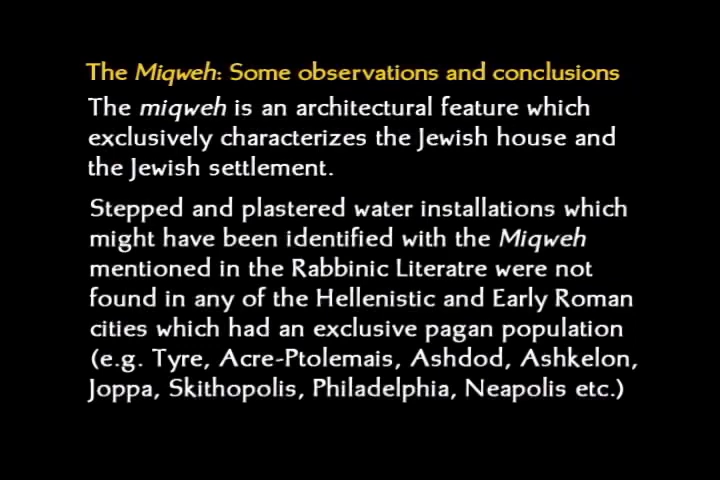 The Miqweh: Some observations and conclusions
The miqweh is an architectural feature which
exclusively characterizes the Jewish house and
the Jewish settlement.
Stepped and plastered water installations which
might have been identified with the Miqweh
mentioned in the Rabbinic Literatre were not
found in any of the Hellenistic and Early Roman
cities which had an exclusive pagan population
(e.g. Tyre, Acre-Ptolemais, Ashdod, Ashkelon,
Joppa, Skithopolis, Philadelphia, Neapolis etc.)